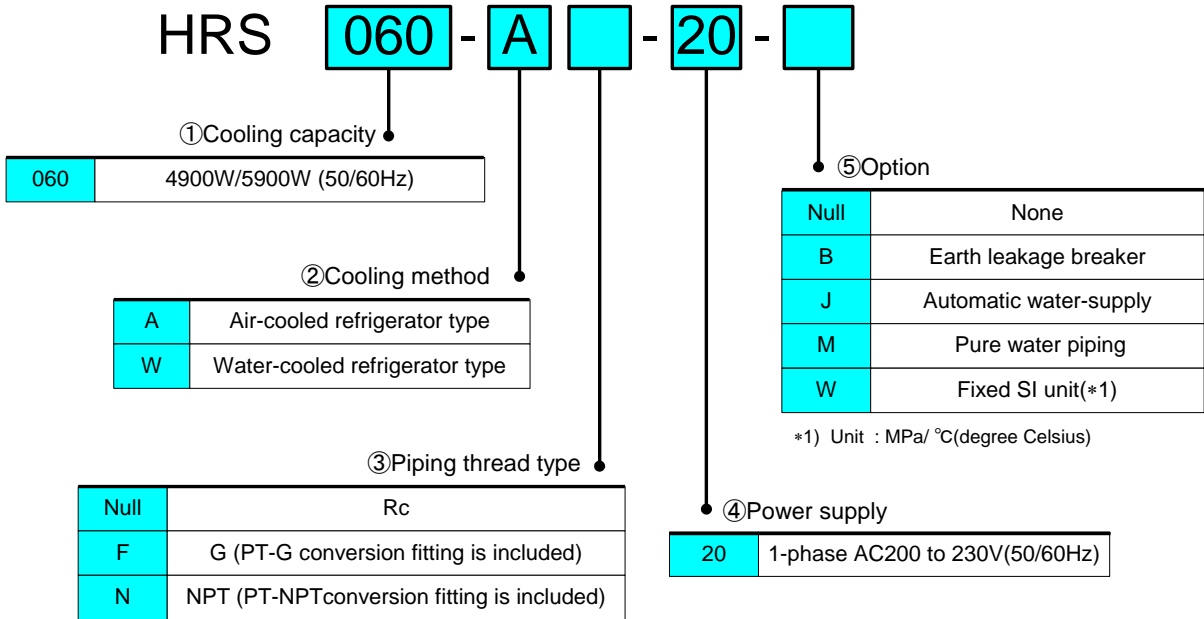 HRS 060 - A - 20 -
①Cooling capacity
060 4900W/5900W (50/60Hz)
②Cooling method
A Air-cooled refrigerator type
W Water-cooled refrigerator type
③Piping thread type
Null Rc
F G (PT-G conversion fitting is included)
N NPT (PT-NPTconversion fitting is included)
⑤Option
Null None
B Earth leakage breaker
J Automatic water-supply
M Pure water piping
W Fixed SI unit(*1)
*1) Unit : MPa/ ℃(degree Celsius)
④Power supply
20 1-phase AC200 to 230V(50/60Hz)